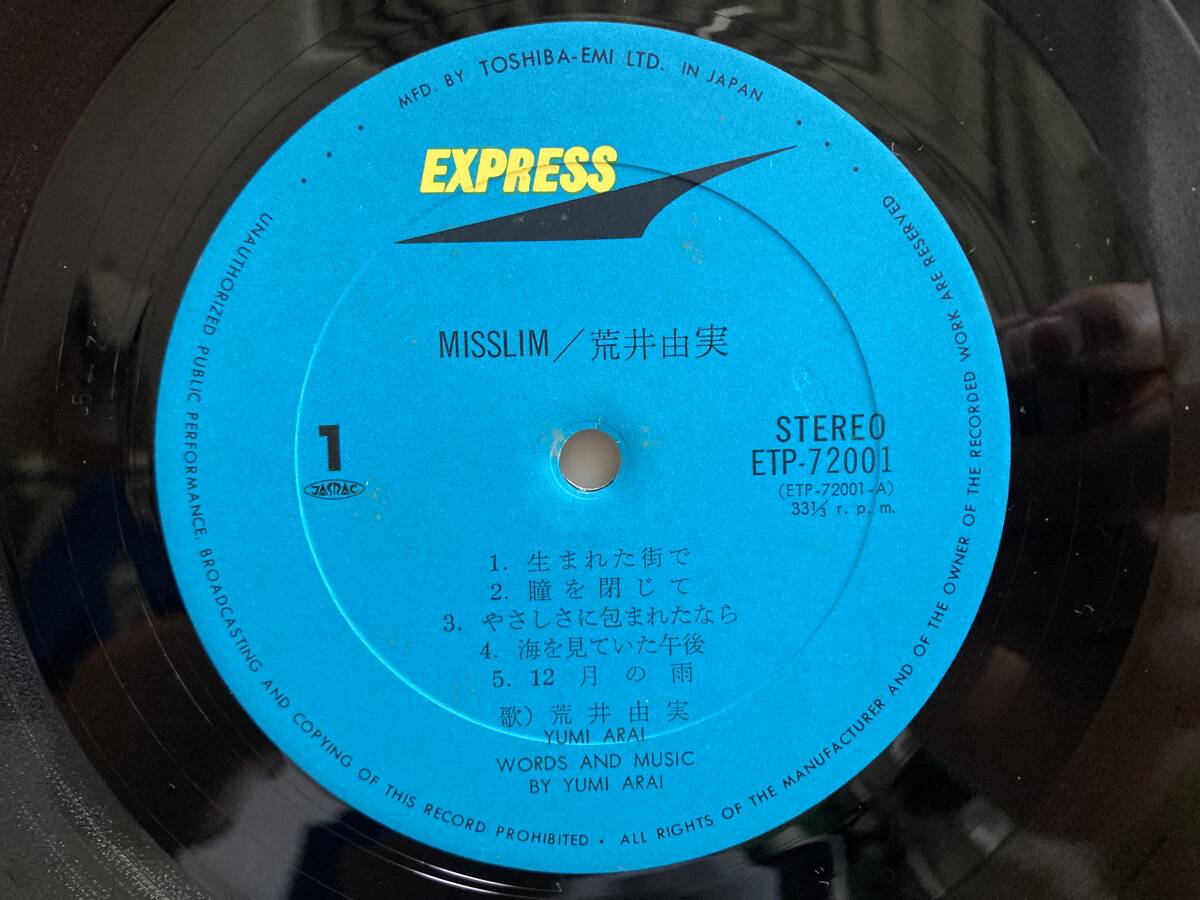 MFD. BY TOSHIBA-EMI LTD. IN JAPAN
EXPRESS
MISSLIM/荒井由実
1
JASRAC
STEREO
ETP-72001
(ETP-72001-A)
33⅓ r. p. m.
1. 生まれた街で
2. 瞳を閉じて
3. やさしさに包まれたなら
4. 海を見ていた午後
5. 12月の雨
歌) 荒井由実
YUMI ARAI
WORDS AND MUSIC
BY YUMI ARAI
UNAUTHORIZED PUBLIC PERFORMANCE, BROADCASTING AND COPYING OF THIS RECORD PROHIBITED • ALL RIGHTS OF THE MANUFACTURER AND OF THE OWNER OF THE RECORDED WORK ARE RESERVED